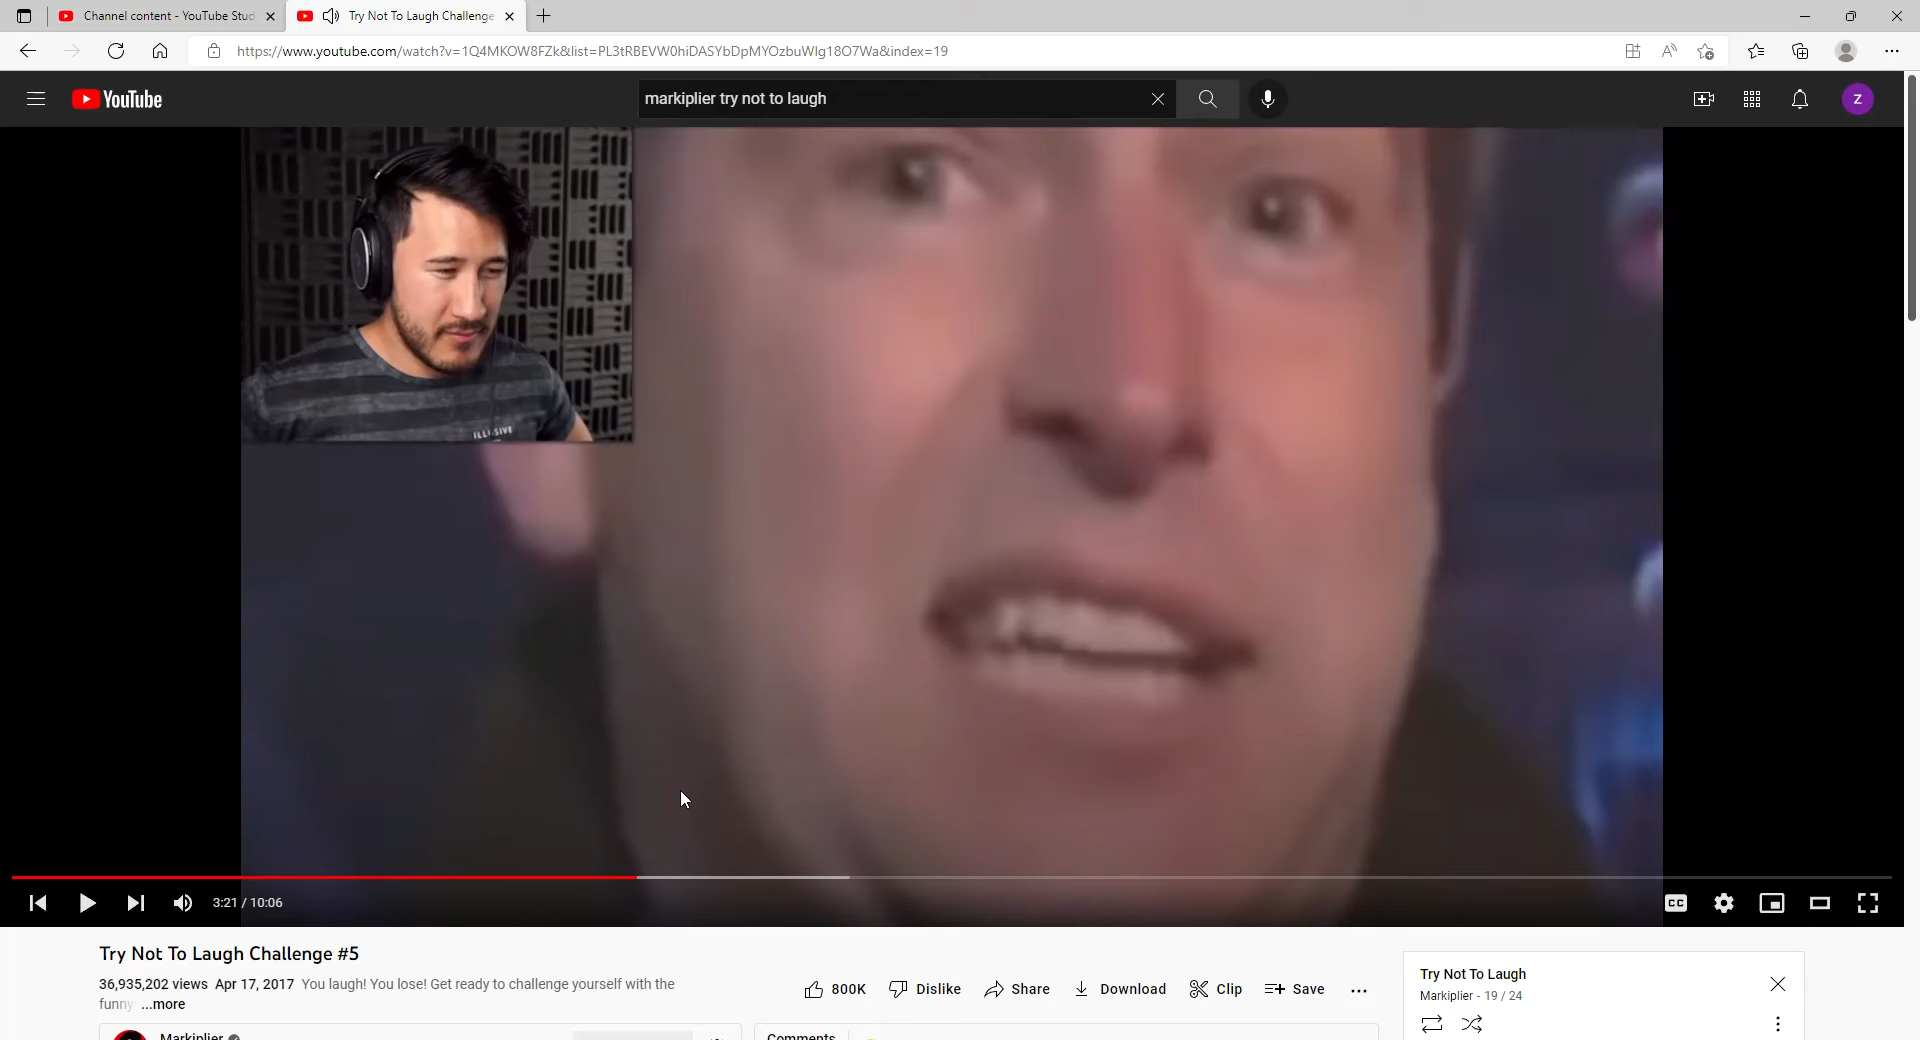 Channel content - YouTube Stud
Try Not To Laugh Challenge
https://www.youtube.com/watch?v=1Q4MKOW8FZk&list=PL3tRBEVW0hiDASYbDpMYOzbuWIg18O7Wa&index=19
YouTube
markiplier try not to laugh
Z
3:21 / 10:06
CC
Try Not To Laugh Challenge #5
36,935,202 views Apr 17, 2017 You laugh! You lose! Get ready to challenge yourself with the
funny ...more
800K
Dislike
Share
Download
Clip
Save
Try Not To Laugh
Markiplier - 19 / 24
Markiplier
Comments